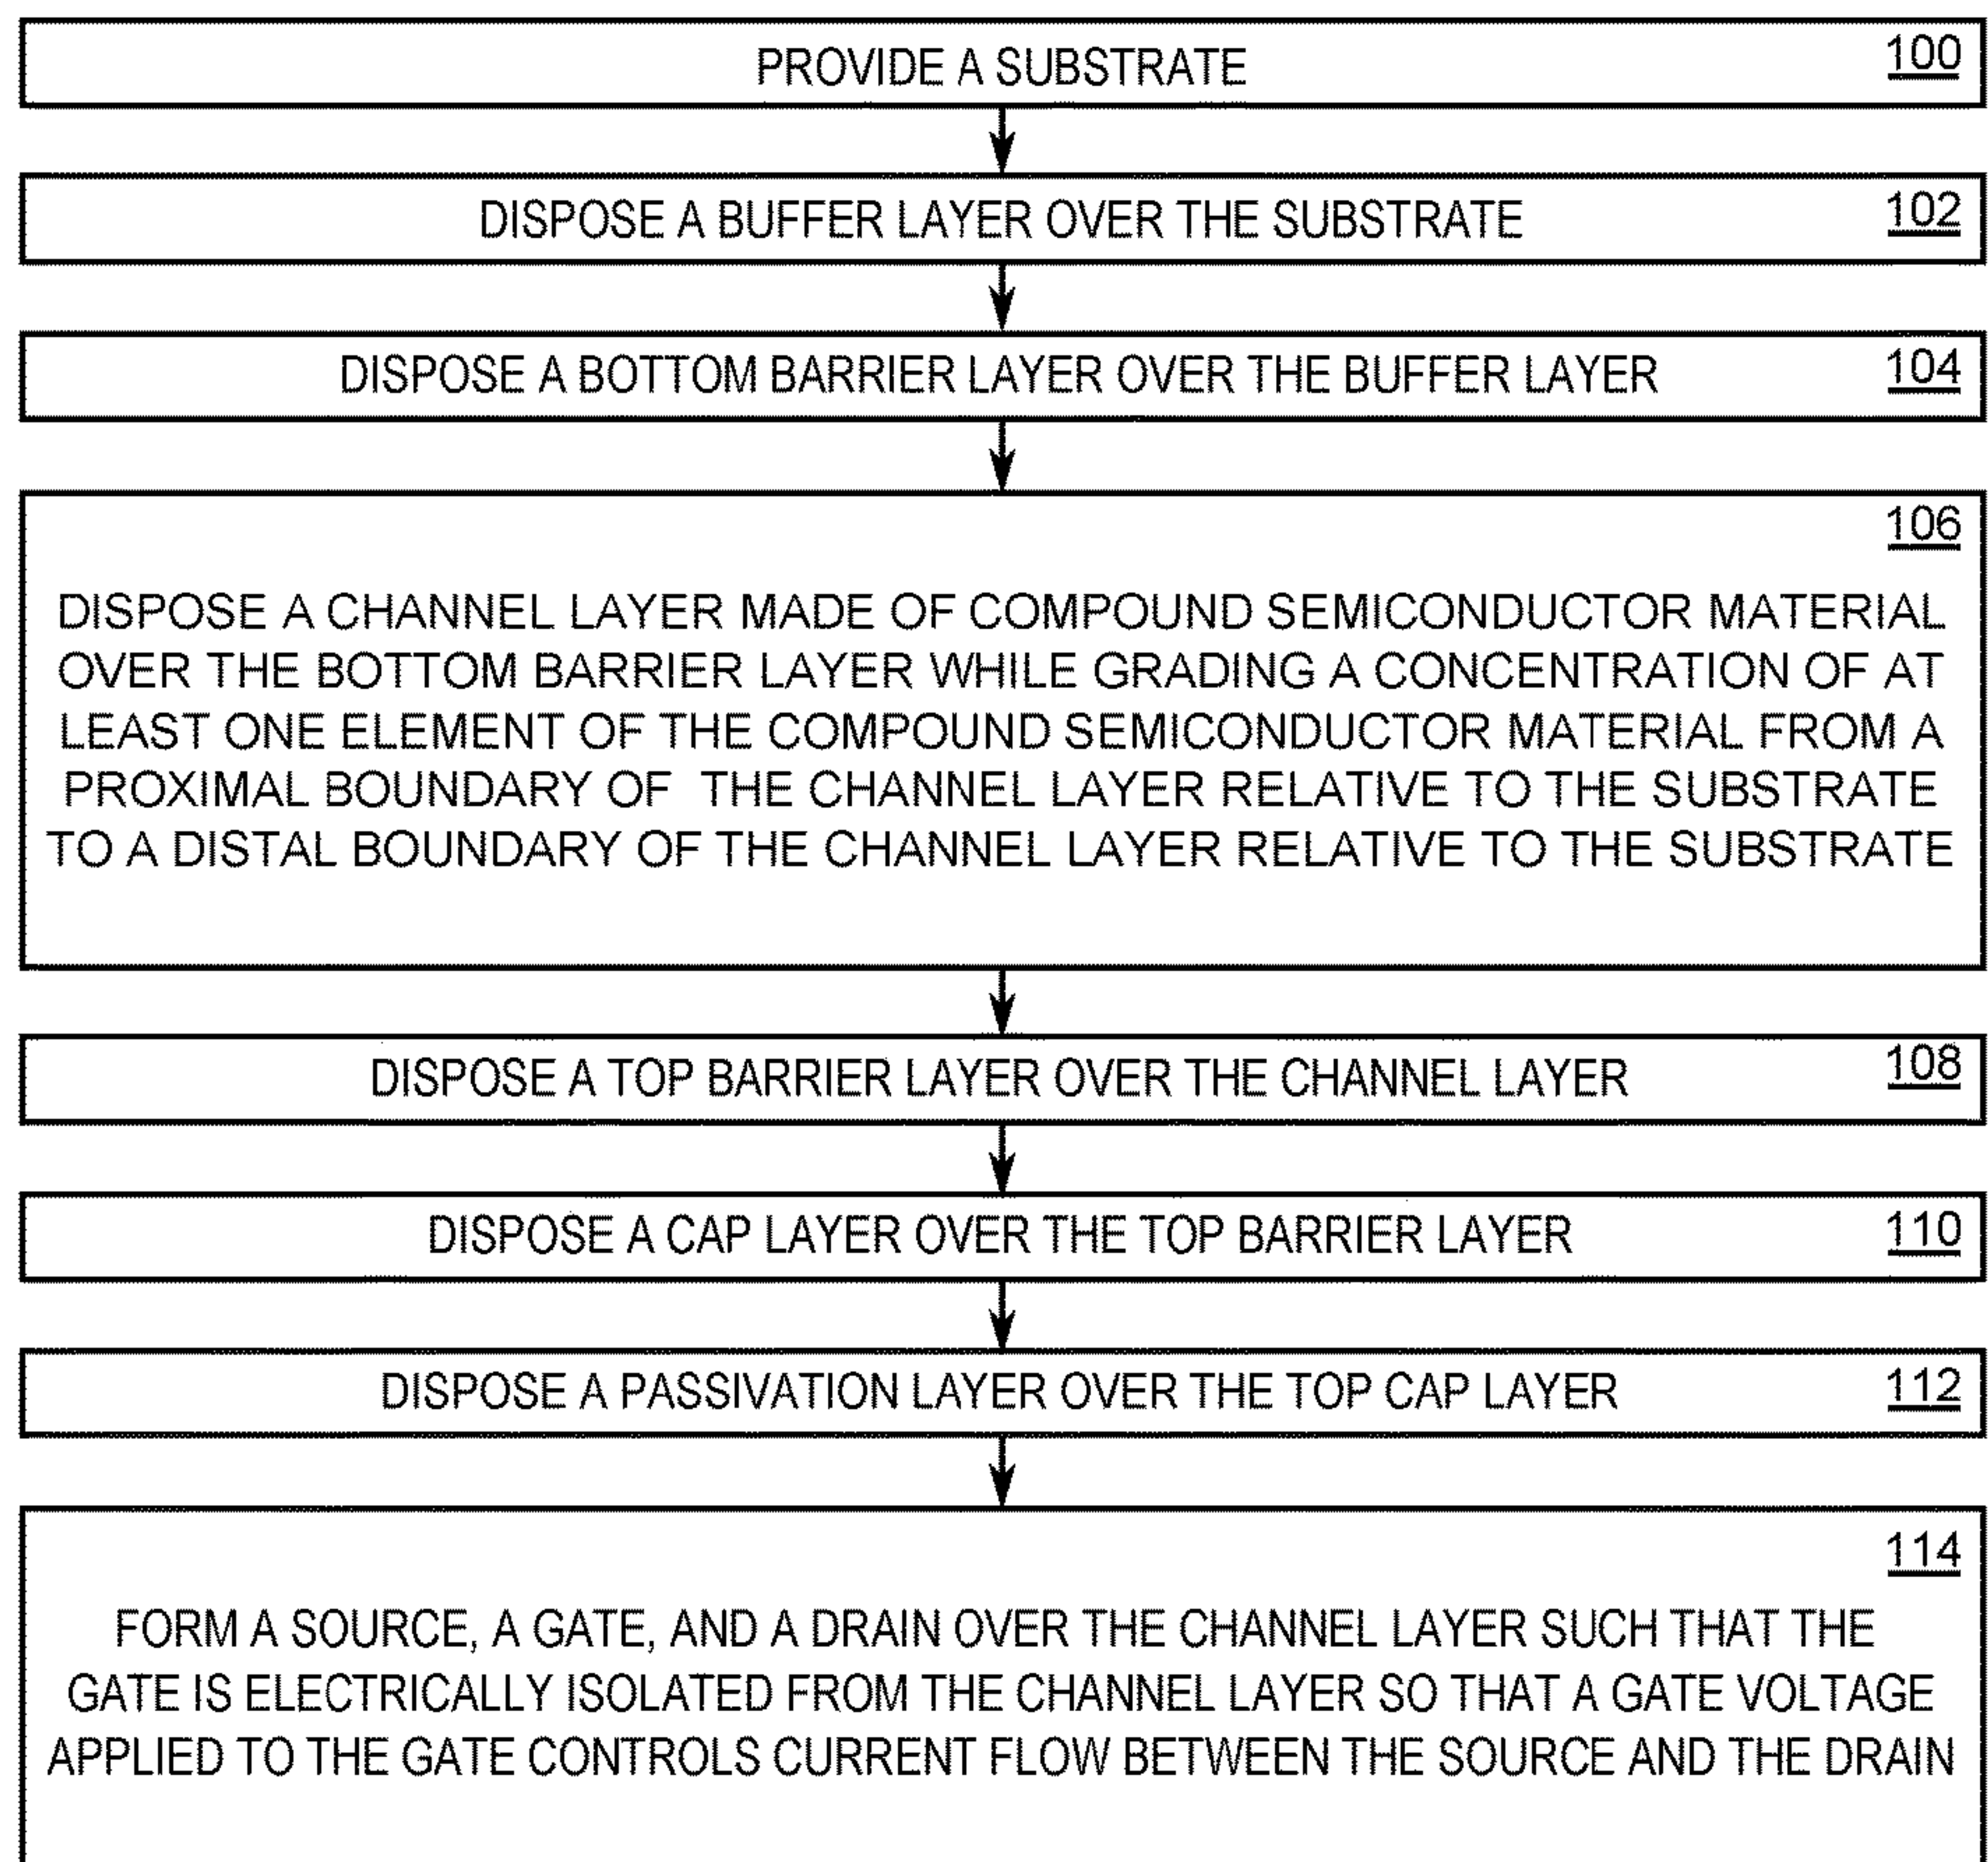 PROVIDE A SUBSTRATE 100
DISPOSE A BUFFER LAYER OVER THE SUBSTRATE 102
DISPOSE A BOTTOM BARRIER LAYER OVER THE BUFFER LAYER 104
106
DISPOSE A CHANNEL LAYER MADE OF COMPOUND SEMICONDUCTOR MATERIAL
OVER THE BOTTOM BARRIER LAYER WHILE GRADING A CONCENTRATION OF AT
LEAST ONE ELEMENT OF THE COMPOUND SEMICONDUCTOR MATERIAL FROM A
PROXIMAL BOUNDARY OF THE CHANNEL LAYER RELATIVE TO THE SUBSTRATE
TO A DISTAL BOUNDARY OF THE CHANNEL LAYER RELATIVE TO THE SUBSTRATE
DISPOSE A TOP BARRIER LAYER OVER THE CHANNEL LAYER 108
DISPOSE A CAP LAYER OVER THE TOP BARRIER LAYER 110
DISPOSE A PASSIVATION LAYER OVER THE TOP CAP LAYER 112
114
FORM A SOURCE, A GATE, AND A DRAIN OVER THE CHANNEL LAYER SUCH THAT THE
GATE IS ELECTRICALLY ISOLATED FROM THE CHANNEL LAYER SO THAT A GATE VOLTAGE
APPLIED TO THE GATE CONTROLS CURRENT FLOW BETWEEN THE SOURCE AND THE DRAIN